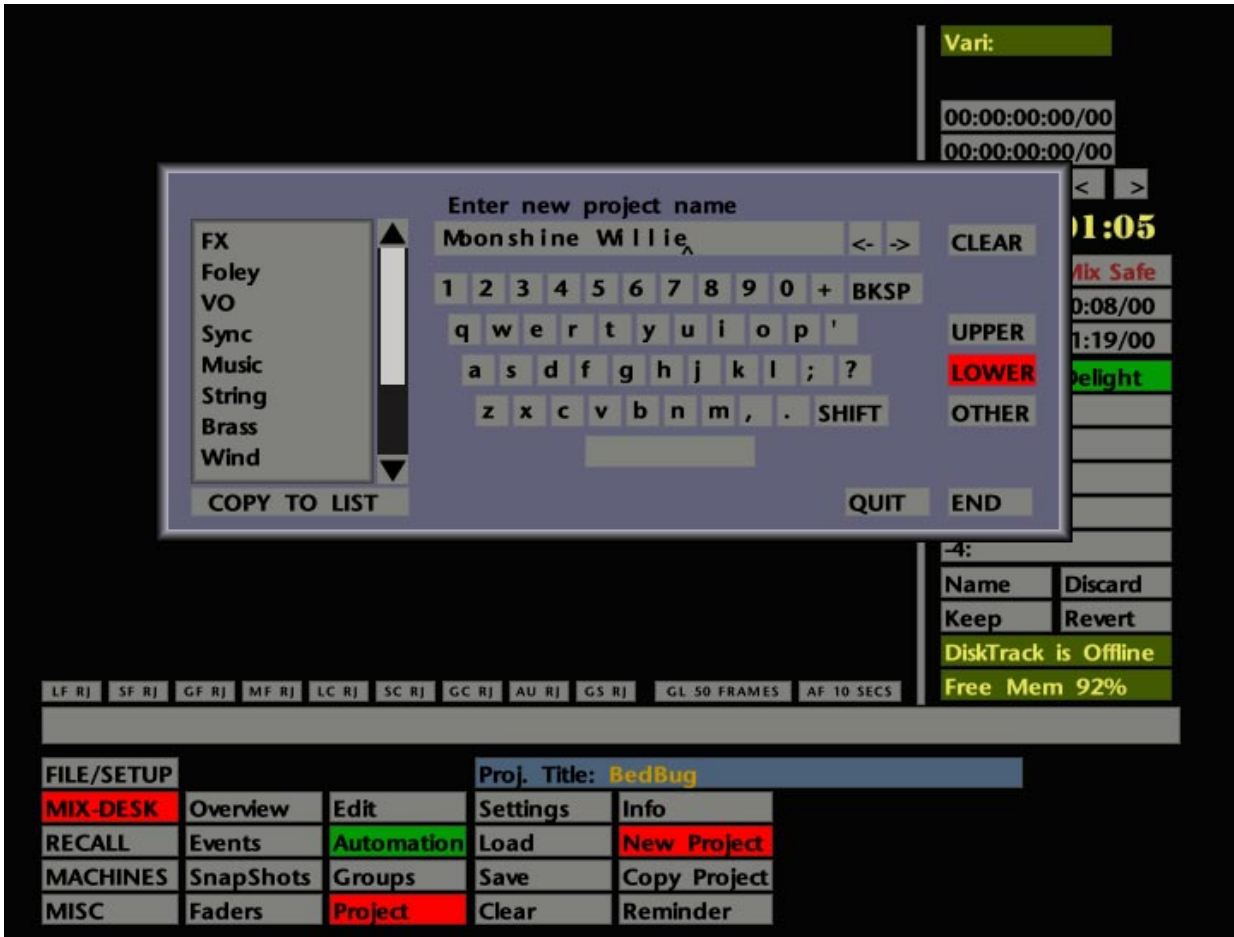 Vari:
00:00:00:00/00
00:00:00:00/00
< >
01:05
Mix Safe
0:08/00
1:19/00
Delight
-4:
Name Discard
Keep Revert
DiskTrack is Offline
Free Mem 92%
Enter new project name
Moonshine Willie^ <- -> CLEAR
FX
Foley
VO
Sync
Music
String
Brass
Wind
COPY TO LIST
1 2 3 4 5 6 7 8 9 0 + BKSP
q w e r t y u i o p ' UPPER
a s d f g h j k l ; ? LOWER
z x c v b n m , . SHIFT OTHER
QUIT END
LF RJ SF RJ GF RJ MF RJ LC RJ SC RJ GC RJ AU RJ GS RJ GL 50 FRAMES AF 10 SECS
FILE/SETUP Proj. Title: BedBug
MIX-DESK Overview Edit Settings Info
RECALL Events Automation Load New Project
MACHINES SnapShots Groups Save Copy Project
MISC Faders Project Clear Reminder